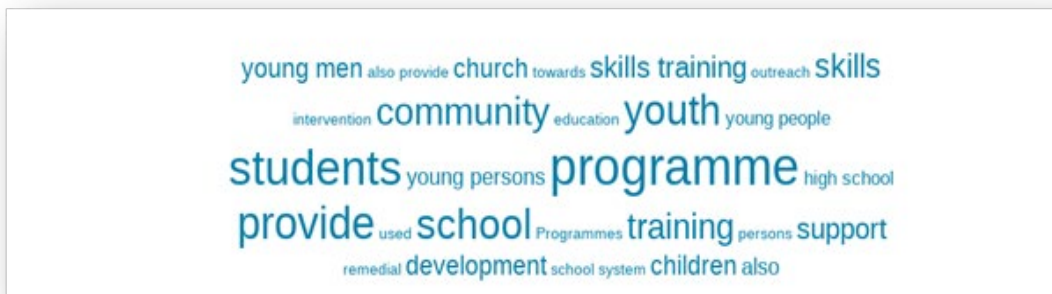 young men also provide church towards skills training outreach skills
intervention community education youth young people
students young persons programme high school
provide used school Programmes training persons support
remedial development school system children also